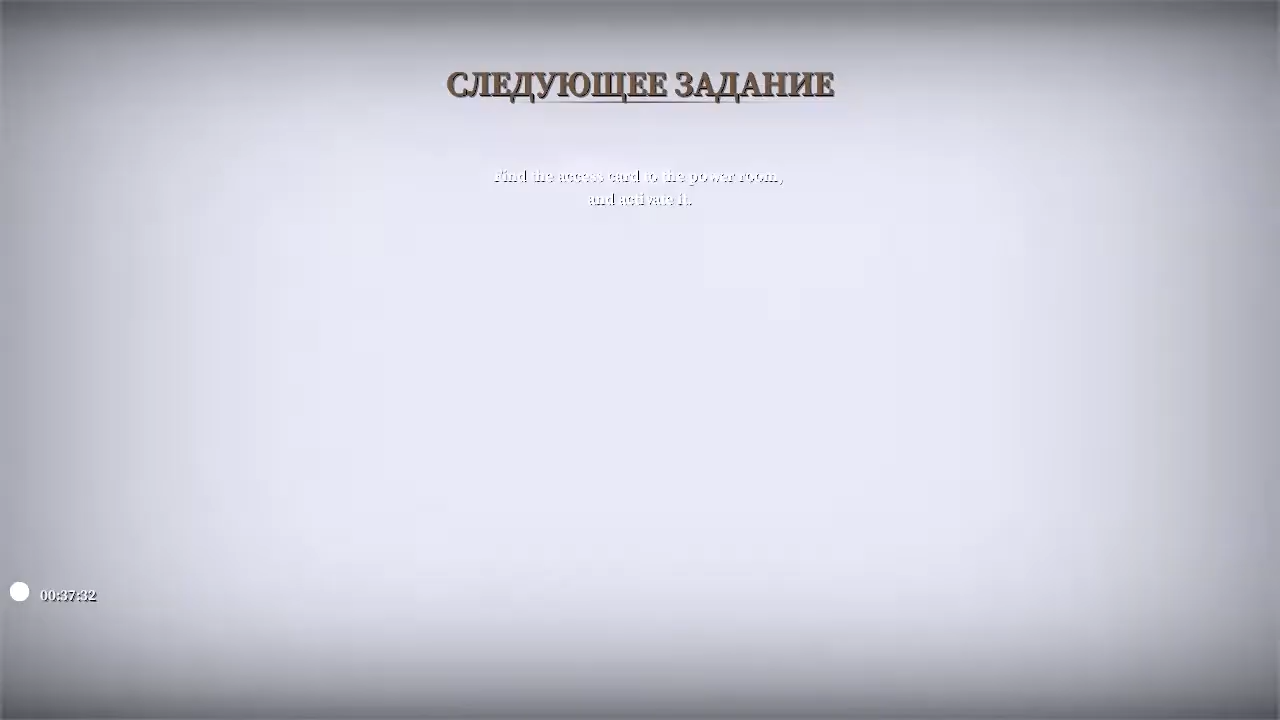 СЛЕДУЮЩЕЕ ЗАДАНИЕ
Find the access card to the power room,
and activate it.
00:37:32